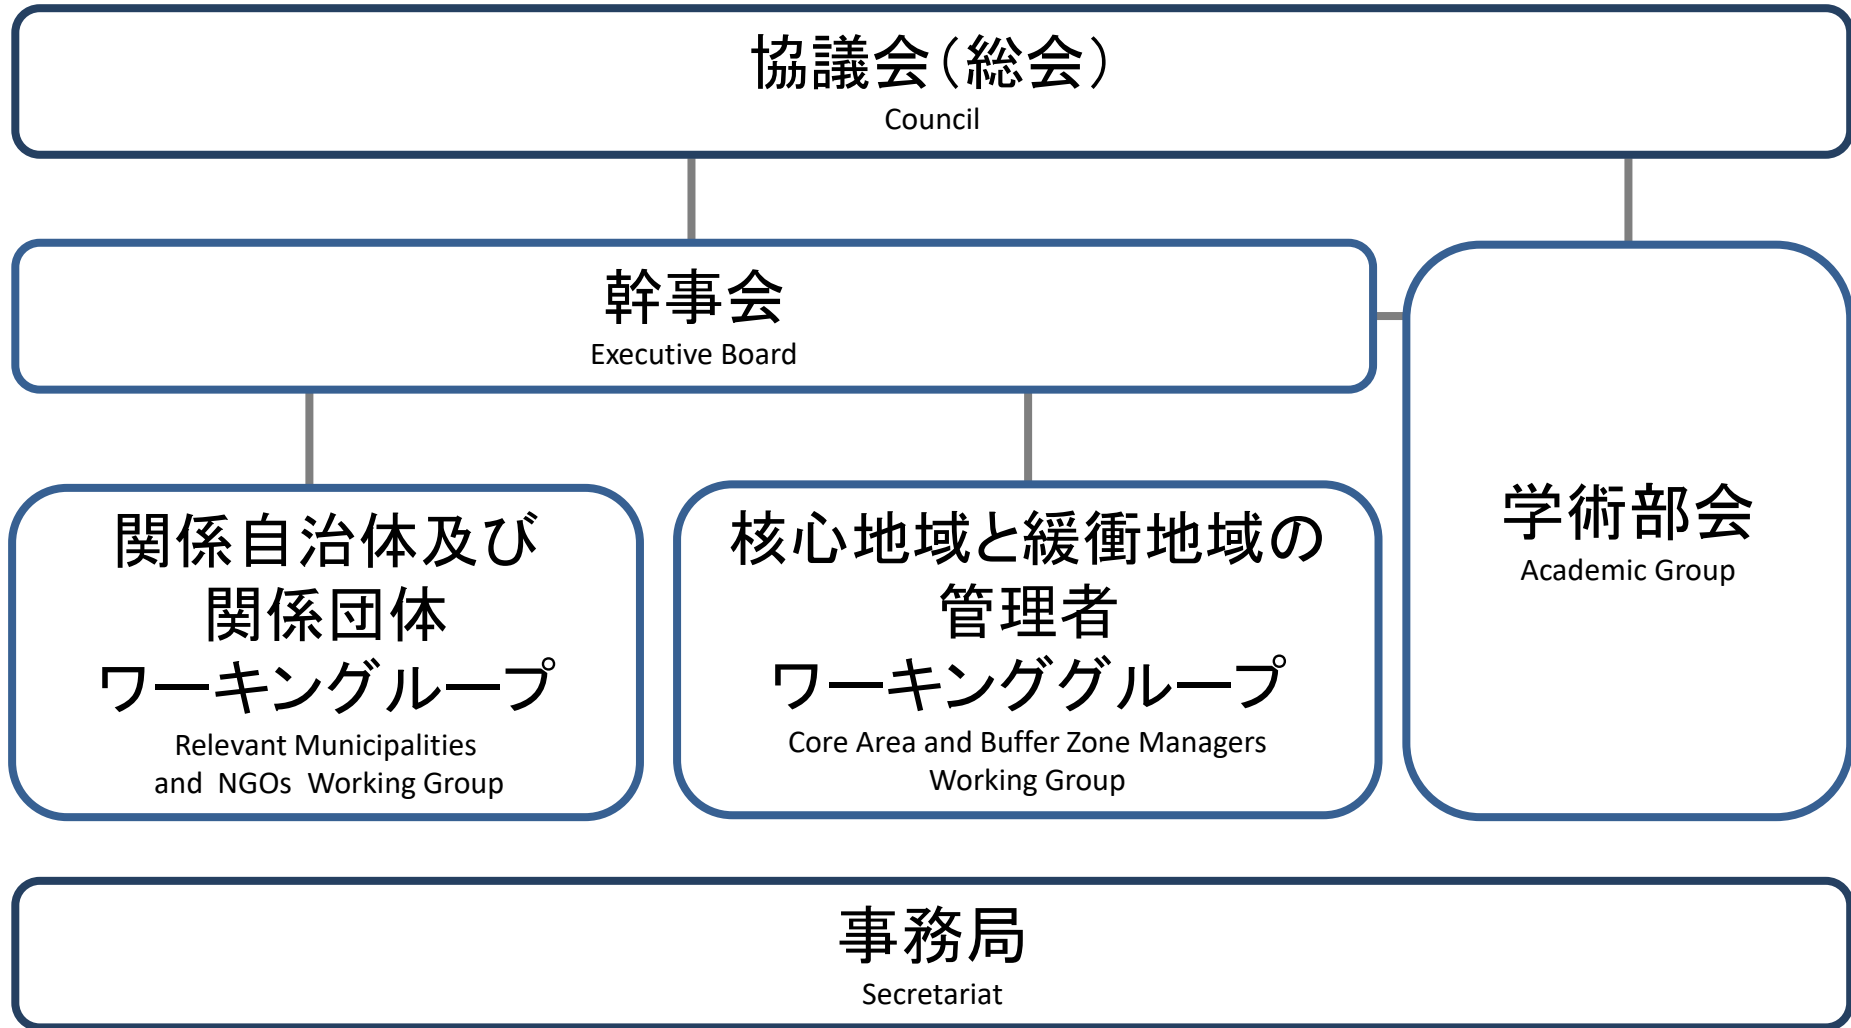 協議会（総会）
Council
幹事会
Executive Board
関係自治体及び
関係団体
ワーキングループ
Relevant Municipalities
and NGOs Working Group
核心地域と緩衝地域の
管理者
ワーキンググループ
Core Area and Buffer Zone Managers
Working Group
学術部会
Academic Group
事務局
Secretariat